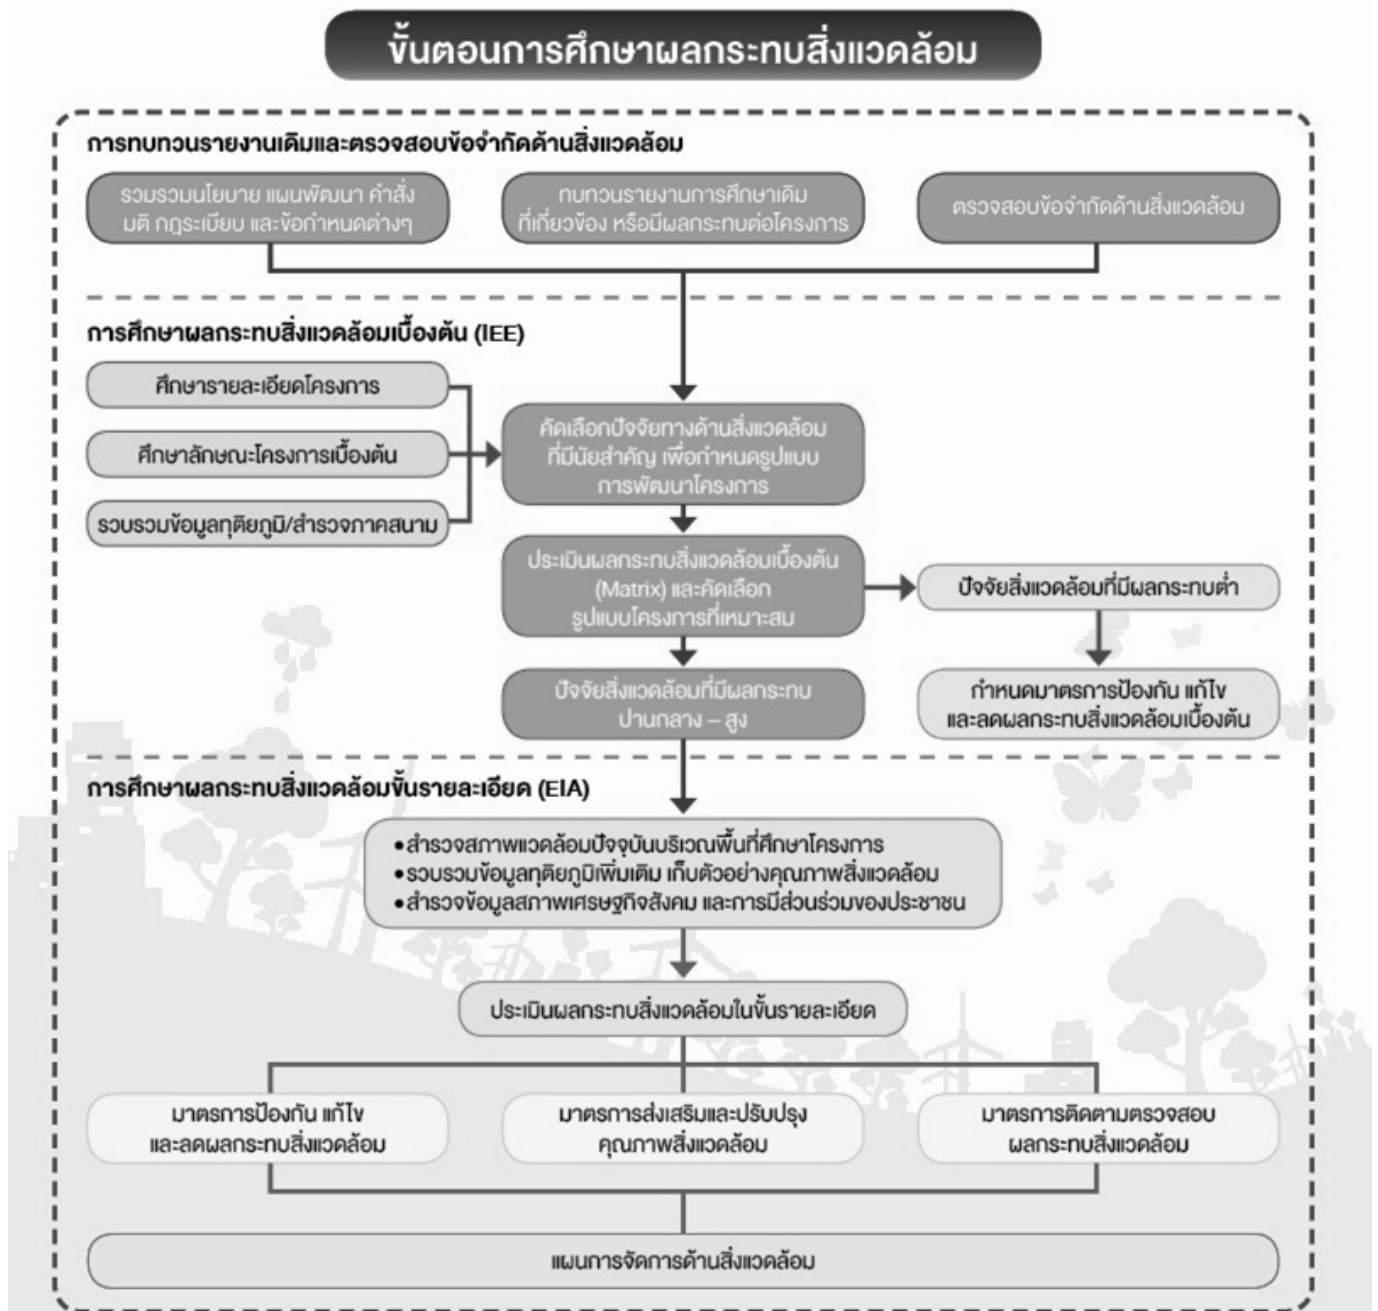 ขั้นตอนการศึกษาผลกระทบสิ่งแวดล้อม
การทบทวนรายงานเดิมและตรวจสอบข้อจำกัดด้านสิ่งแวดล้อม
รวมรวมนโยบาย แผนพัฒนา คำสั่ง
มติ กฎระเบียบ และข้อกำหนดต่างๆ
ทบทวนรายงานการศึกษาเดิม
ที่เกี่ยวข้อง หรือมีผลกระทบต่อโครงการ
ตรวจสอบข้อจำกัดด้านสิ่งแวดล้อม
การศึกษาผลกระทบสิ่งแวดล้อมเบื้องต้น (IEE)
ศึกษารายละเอียดโครงการ
ศึกษาลักษณะโครงการเบื้องต้น
รวบรวมข้อมูลทุติยภูมิ/สำรวจภาคสนาม
คัดเลือกปัจจัยทางด้านสิ่งแวดล้อม
ที่มีนัยสำคัญ เพื่อกำหนดรูปแบบ
การพัฒนาโครงการ
ประเมินผลกระทบสิ่งแวดล้อมเบื้องต้น
(Matrix) และคัดเลือก
รูปแบบโครงการที่เหมาะสม
ปัจจัยสิ่งแวดล้อมที่มีผลกระทบต่ำ
ปัจจัยสิ่งแวดล้อมที่มีผลกระทบ
ปานกลาง – สูง
กำหนดมาตรการป้องกัน แก้ไข
และลดผลกระทบสิ่งแวดล้อมเบื้องต้น
การศึกษาผลกระทบสิ่งแวดล้อมขั้นรายละเอียด (EIA)
•สำรวจสภาพแวดล้อมปัจจุบันบริเวณพื้นที่ศึกษาโครงการ
•รวบรวมข้อมูลทุติยภูมิเพิ่มเติม เก็บตัวอย่างคุณภาพสิ่งแวดล้อม
•สำรวจข้อมูลสภาพเศรษฐกิจสังคม และการมีส่วนร่วมของประชาชน
ประเมินผลกระทบสิ่งแวดล้อมในขั้นรายละเอียด
มาตรการป้องกัน แก้ไข
และลดผลกระทบสิ่งแวดล้อม
มาตรการส่งเสริมและปรับปรุง
คุณภาพสิ่งแวดล้อม
มาตรการติดตามตรวจสอบ
ผลกระทบสิ่งแวดล้อม
แผนการจัดการด้านสิ่งแวดล้อม